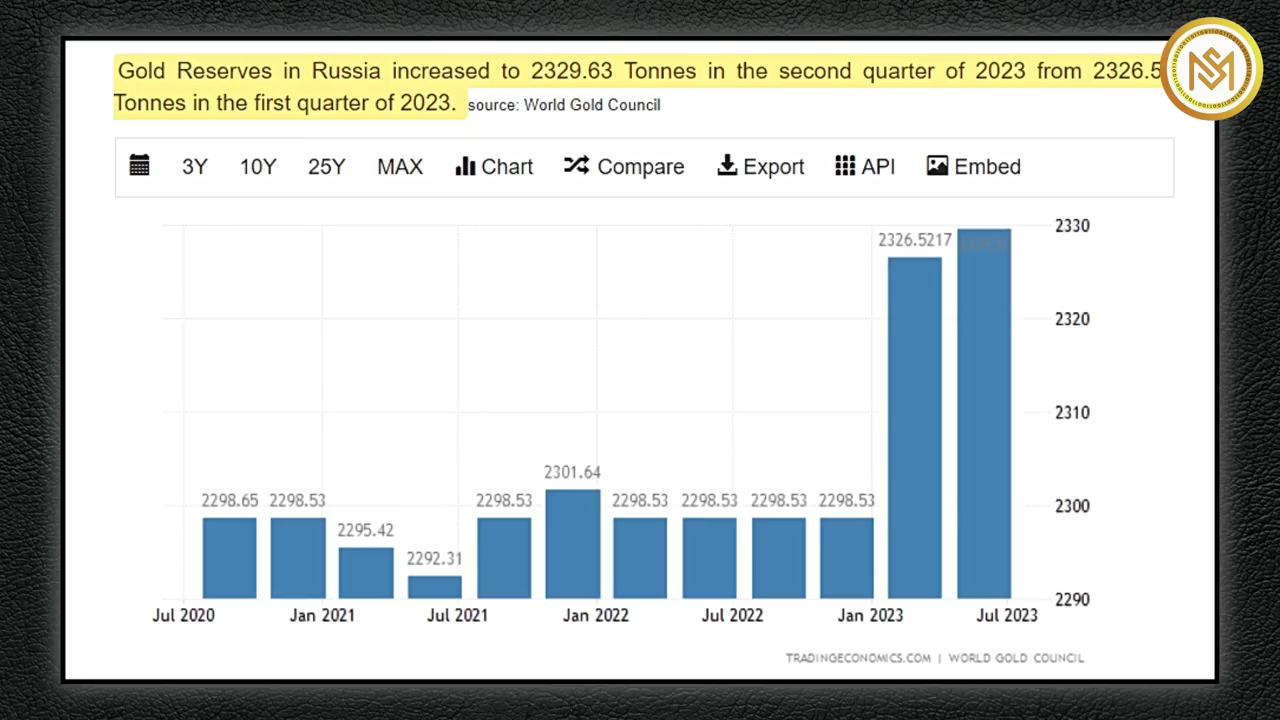 Gold Reserves in Russia increased to 2329.63 Tonnes in the second quarter of 2023 from 2326.5
Tonnes in the first quarter of 2023. source: World Gold Council
3Y 10Y 25Y MAX Chart Compare Export API Embed
2330
2326.5217
2320
2310
2301.64
2298.65 2298.53 2298.53 2298.53 2298.53 2298.53 2298.53
2300
2295.42
2292.31
2290
Jul 2020 Jan 2021 Jul 2021 Jan 2022 Jul 2022 Jan 2023 Jul 2023
TRADINGECONOMICS.COM | WORLD GOLD COUNCIL